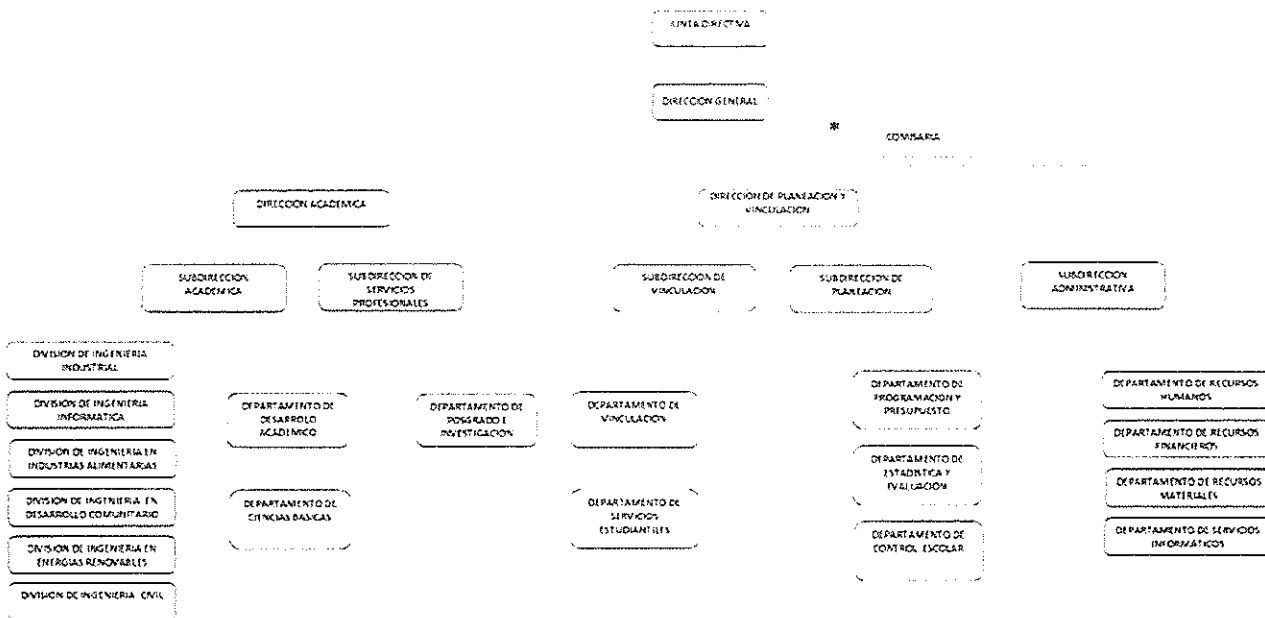 JUNTA DIRECTIVA
DIRECCION GENERAL
*
COMISARIA
DIRECCION ACADEMICA
DIRECCION DE PLANEACION Y
VINCULACION
SUBDIRECCION
ACADEMICA
SUBDIRECCION DE
SERVICIOS
PROFESIONALES
SUBDIRECCION DE
VINCULACION
SUBDIRECCION DE
PLANEACION
SUBDIRECCION
ADMINISTRATIVA
DIVISION DE INGENIERIA
INDUSTRIAL
DIVISION DE INGENIERIA
INFORMATICA
DIVISION DE INGENIERIA EN
INDUSTRIAS ALIMENTARIAS
DIVISION DE INGENIERIA EN
DESARROLLO COMUNITARIO
DIVISION DE INGENIERIA EN
ENERGIAS RENOVABLES
DIVISION DE INGENIERIA CIVIL
DEPARTAMENTO DE
DESARROLLO
ACADEMICO
DEPARTAMENTO DE
CIENCIAS BASICAS
DEPARTAMENTO DE
POSGRADO E
INVESTIGACION
DEPARTAMENTO DE
VINCULACION
DEPARTAMENTO DE
SERVICIOS
ESTUDIANTILES
DEPARTAMENTO DE
PROGRAMACION Y
PRESUPUESTO
DEPARTAMENTO DE
ESTADISTICA Y
EVALUACION
DEPARTAMENTO DE
CONTROL ESCOLAR
DEPARTAMENTO DE RECURSOS
HUMANOS
DEPARTAMENTO DE RECURSOS
FINANCIEROS
DEPARTAMENTO DE RECURSOS
MATERIALES
DEPARTAMENTO DE SERVICIOS
INFORMATICOS